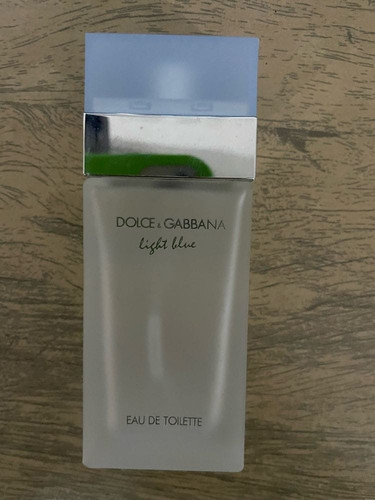 DOLCE & GABBANA
light blue
EAU DE TOILETTE